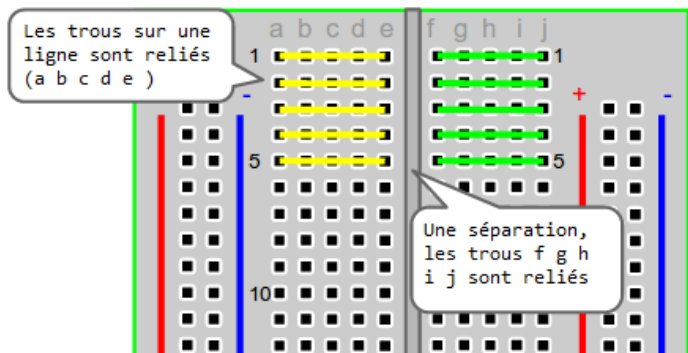 Les trous sur une
ligne sont reliés
(a b c d e )
a b c d e f g h i j
1 1
- + -
5 5
Une séparation,
les trous f g h
i j sont reliés
10